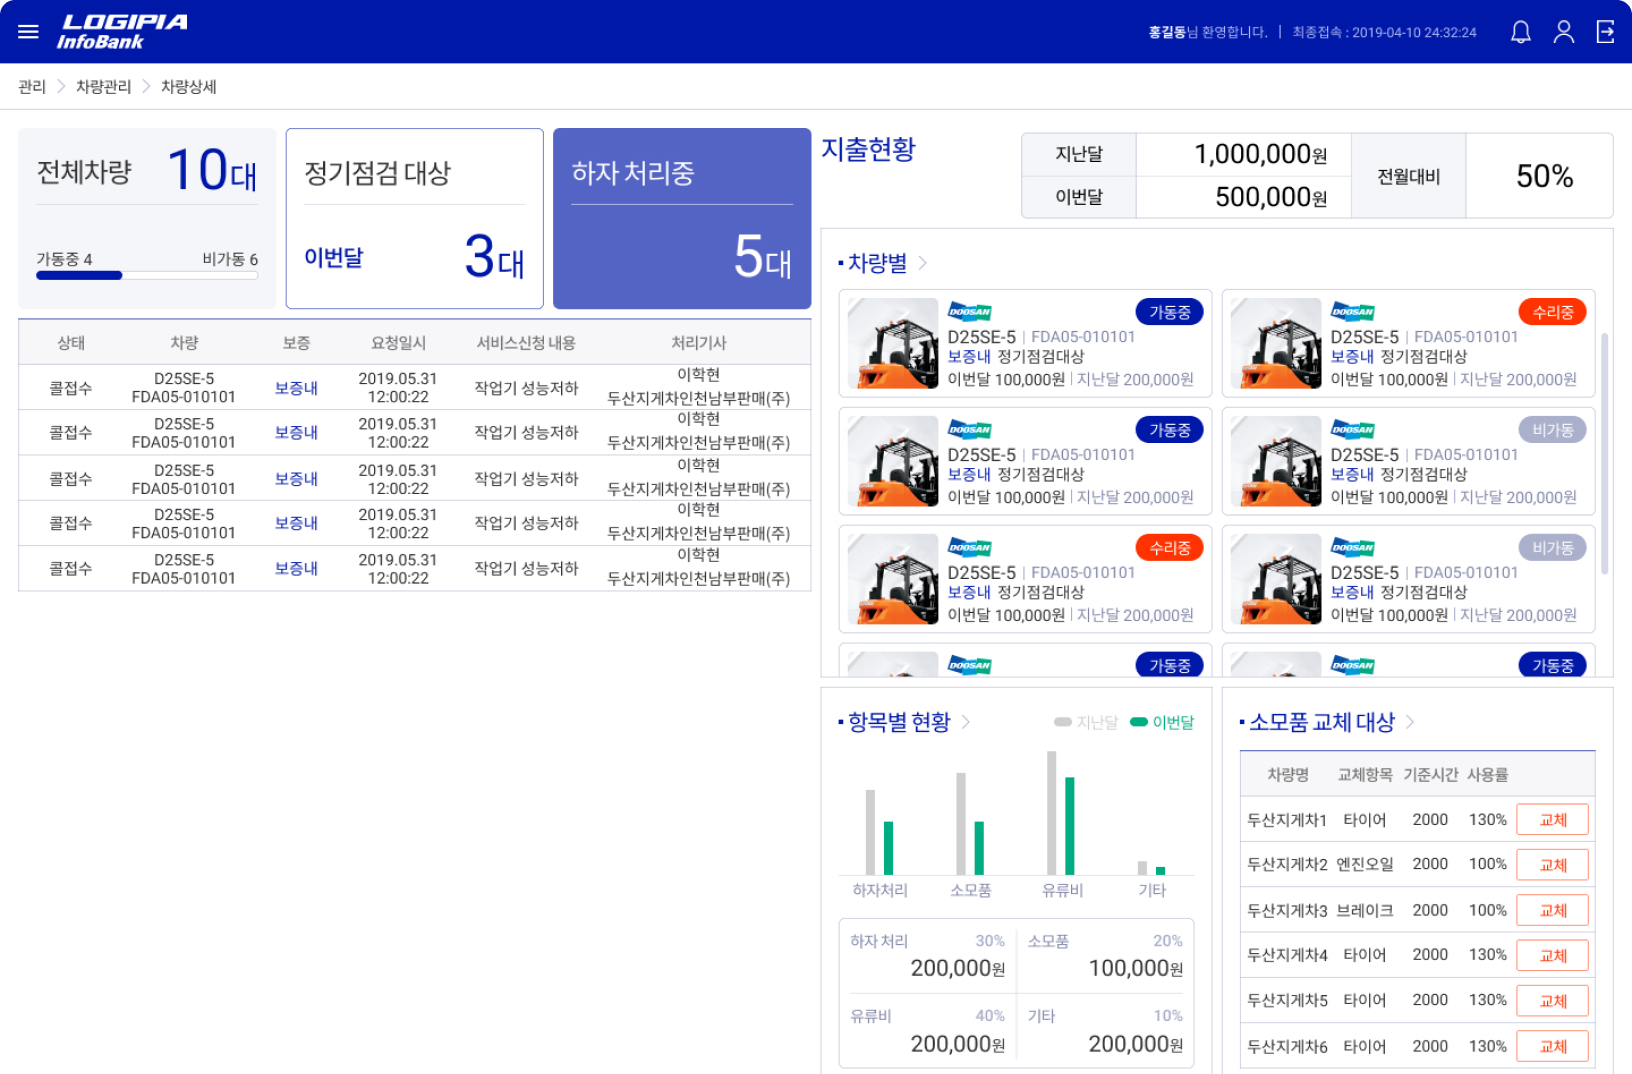 LOGIPIA
InfoBank
홍길동님 환영합니다. | 최종접속 : 2019-04-10 24:32:24
관리 > 차량관리 > 차량상세
전체차량 10대
가동중 4 비가동 6
정기점검 대상
이번달 3대
하자 처리중
5대
상태 차량 보증 요청일시 서비스신청 내용 처리기사
콜접수 D25SE-5 FDA05-010101 보증내 2019.05.31 12:00:22 작업기 성능저하 이학현 두산지게차인천남부판매(주)
콜접수 D25SE-5 FDA05-010101 보증내 2019.05.31 12:00:22 작업기 성능저하 이학현 두산지게차인천남부판매(주)
콜접수 D25SE-5 FDA05-010101 보증내 2019.05.31 12:00:22 작업기 성능저하 이학현 두산지게차인천남부판매(주)
콜접수 D25SE-5 FDA05-010101 보증내 2019.05.31 12:00:22 작업기 성능저하 이학현 두산지게차인천남부판매(주)
콜접수 D25SE-5 FDA05-010101 보증내 2019.05.31 12:00:22 작업기 성능저하 이학현 두산지게차인천남부판매(주)
지출현황
지난달 1,000,000원
이번달 500,000원
전월대비 50%
차량별 >
DOOSAN 가동중
D25SE-5 | FDA05-010101
보증내 정기점검대상
이번달 100,000원 | 지난달 200,000원
DOOSAN 수리중
D25SE-5 | FDA05-010101
보증내 정기점검대상
이번달 100,000원 | 지난달 200,000원
DOOSAN 가동중
D25SE-5 | FDA05-010101
보증내 정기점검대상
이번달 100,000원 | 지난달 200,000원
DOOSAN 비가동
D25SE-5 | FDA05-010101
보증내 정기점검대상
이번달 100,000원 | 지난달 200,000원
DOOSAN 수리중
D25SE-5 | FDA05-010101
보증내 정기점검대상
이번달 100,000원 | 지난달 200,000원
DOOSAN 비가동
D25SE-5 | FDA05-010101
보증내 정기점검대상
이번달 100,000원 | 지난달 200,000원
DOOSAN 가동중
DOOSAN 가동중
항목별 현황 >
지난달 이번달
하자처리 소모품 유류비 기타
하자 처리 30%
200,000원
소모품 20%
100,000원
유류비 40%
200,000원
기타 10%
200,000원
소모품 교체 대상 >
차량명 교체항목 기준시간 사용률
두산지게차1 타이어 2000 130% 교체
두산지게차2 엔진오일 2000 100% 교체
두산지게차3 브레이크 2000 100% 교체
두산지게차4 타이어 2000 130% 교체
두산지게차5 타이어 2000 130% 교체
두산지게차6 타이어 2000 130% 교체